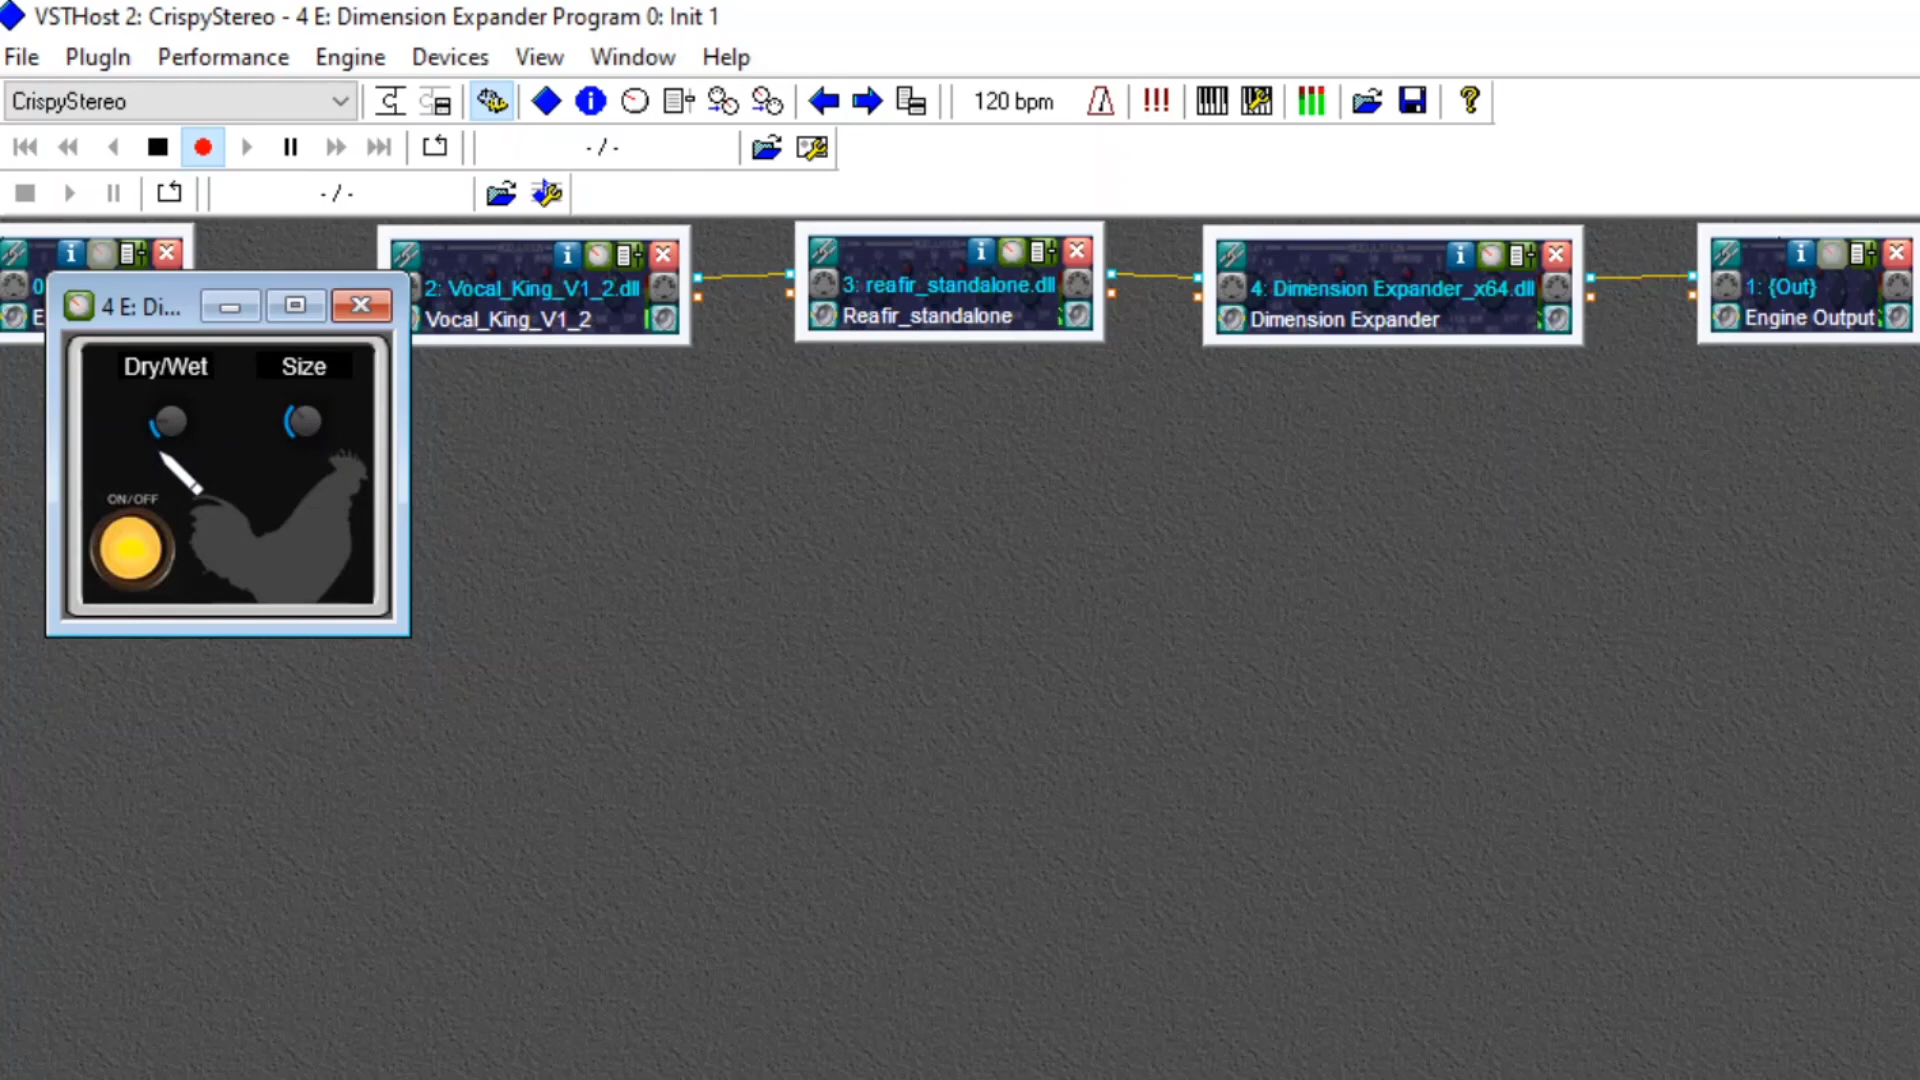 VSTHost 2: CrispyStereo - 4 E: Dimension Expander Program 0: Init 1
File PlugIn Performance Engine Devices View Window Help
CrispyStereo
120 bpm
- / -
- / -
0
E
2: Vocal_King_V1_2.dll
Vocal_King_V1_2
3: reafir_standalone.dll
Reafir_standalone
4: Dimension Expander_x64.dll
Dimension Expander
1: {Out}
Engine Output
4 E: Di...
Dry/Wet Size
ON/OFF